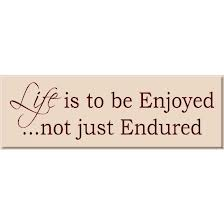 Life is to be Enjoyed
...not just Endured